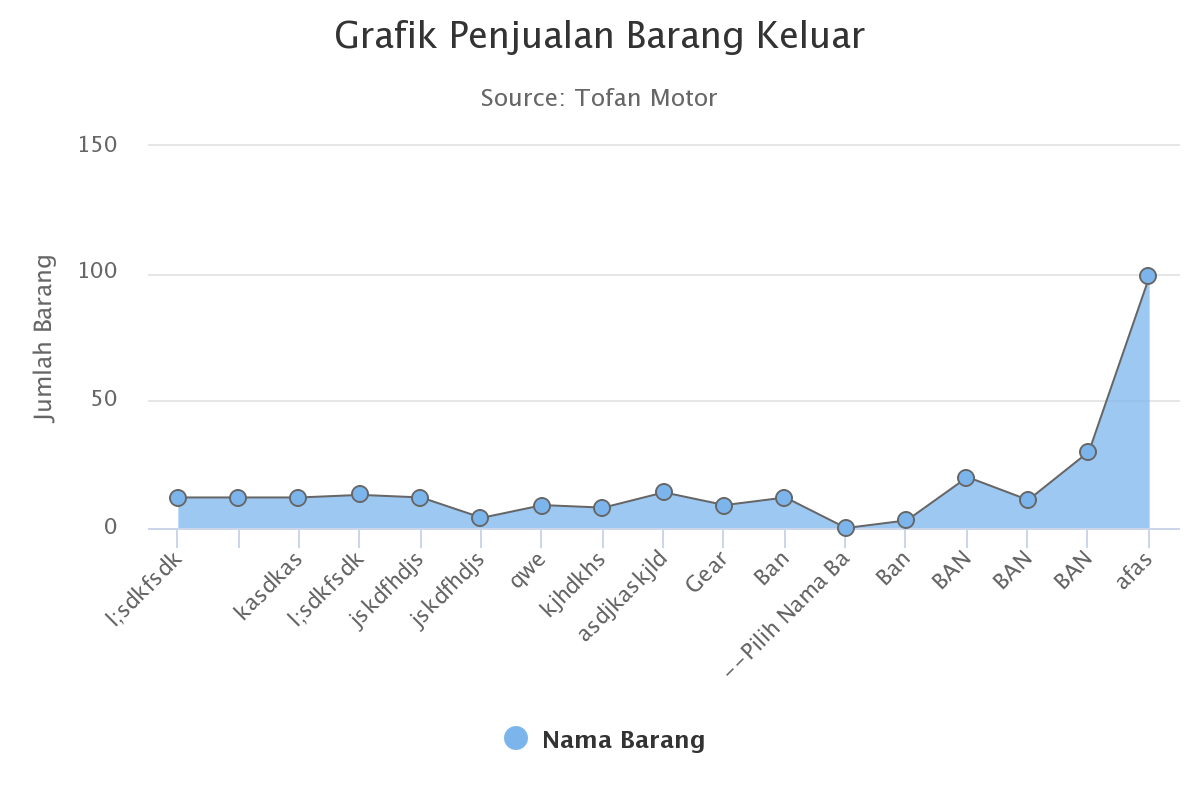 Grafik Penjualan Barang Keluar
Source: Tofan Motor
Jumlah Barang
150
100
50
0
l;sdkfsdk
kasdkas
l;sdkfsdk
jskdfhdjs
jskdfhdjs
qwe
kjhdkhs
asdjkaskjld
Gear
Ban
--Pilih Nama Ba
Ban
BAN
BAN
BAN
afas
Nama Barang